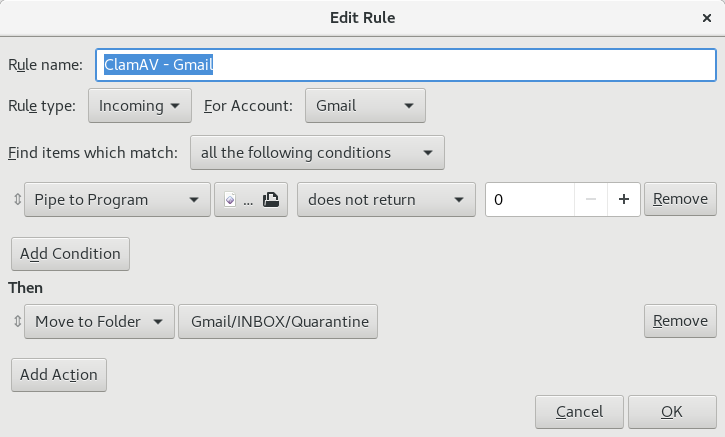 Edit Rule ×
Rule name: ClamAV - Gmail
Rule type: Incoming For Account: Gmail
Find items which match: all the following conditions
Pipe to Program ... does not return 0 − + Remove
Add Condition
Then
Move to Folder Gmail/INBOX/Quarantine Remove
Add Action
Cancel OK